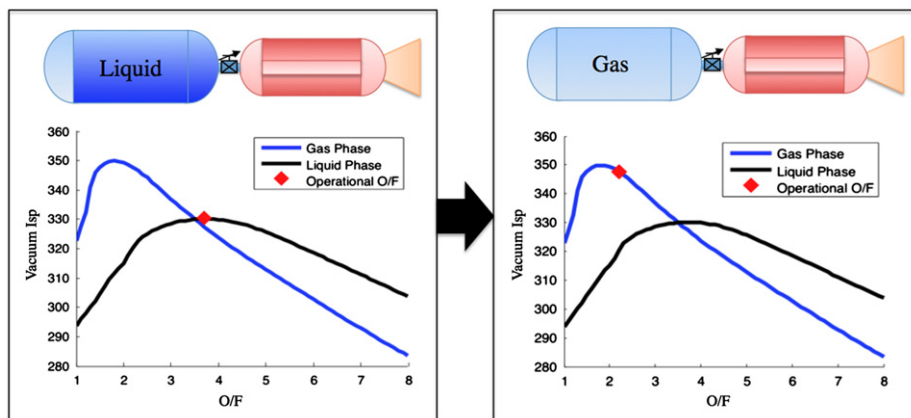 Liquid
360
350
340
330
320
310
300
290
280
Vacuum Isp
Gas Phase
Liquid Phase
Operational O/F
1 2 3 4 5 6 7 8
O/F
Gas
360
350
340
330
320
310
300
290
280
Vacuum Isp
Gas Phase
Liquid Phase
Operational O/F
1 2 3 4 5 6 7 8
O/F